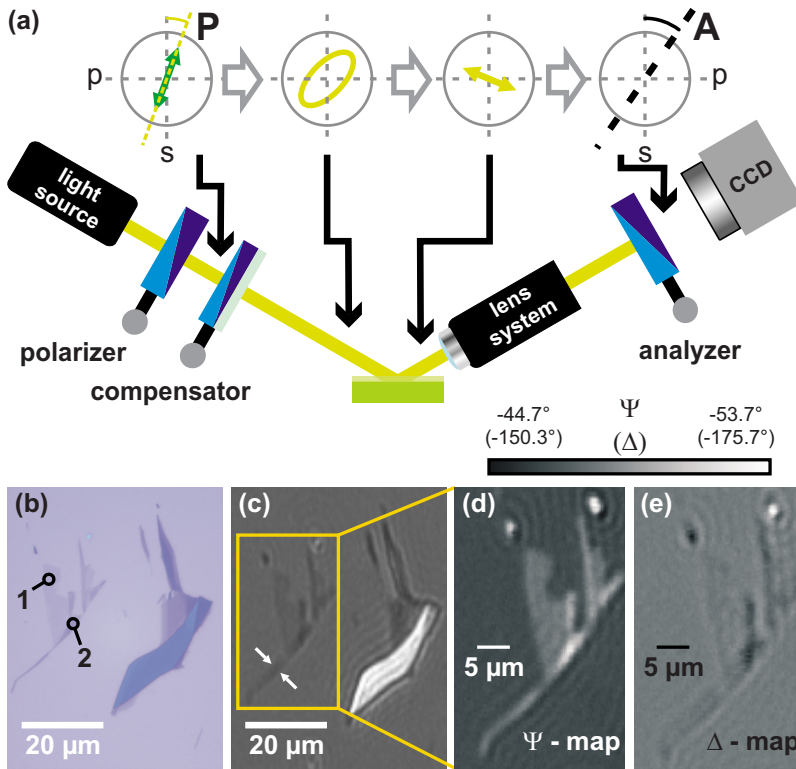 (a)
P
A
p
p
s
s
light
source
CCD
lens
system
polarizer
compensator
analyzer
-44.7°
Ψ
-53.7°
(-150.3°)
(Δ)
(-175.7°)
(b)
(c)
(d)
(e)
1
2
5 µm
5 µm
20 µm
20 µm
Ψ - map
Δ - map